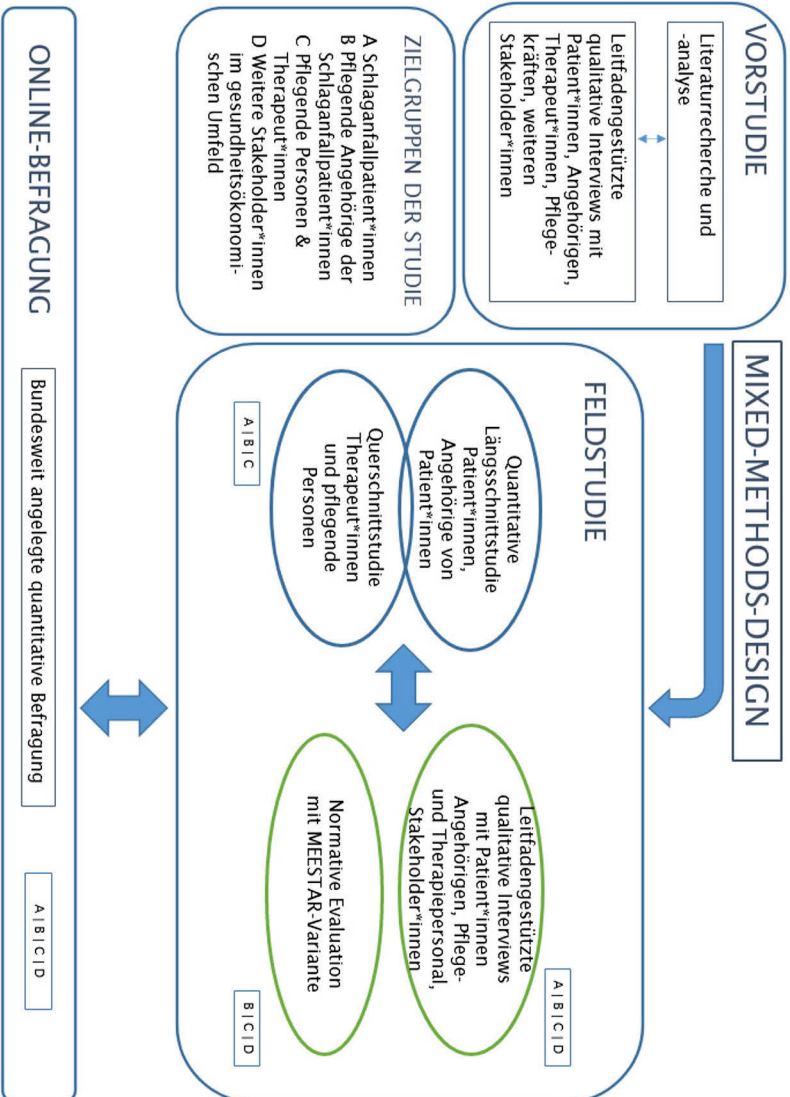 MIXED-METHODS-DESIGN
VORSTUDIE
Literaturrecherche und
-analyse
Leitfadengestützte
qualitative Interviews mit
Patient*innen, Angehörigen,
Therapeut*innen, Pflege-
kräften, weiteren
Stakeholder*innen
ZIELGRUPPEN DER STUDIE
A Schlaganfallpatient*innen
B Pflegende Angehörige der
Schlaganfallpatient*innen
C Pflegende Personen &
Therapeut*innen
D Weitere Stakeholder*innen
im gesundheitsökonomi-
schen Umfeld
FELDSTUDIE
Quantitative
Längsschnittstudie
Patient*innen,
Angehörige von
Patient*innen
Querschnittstudie
Therapeut*innen
und pflegende
Personen
A|B|C
Leitfadengestützte
qualitative Interviews
mit Patient*innen
Angehörigen, Pflege-
und Therapiepersonal,
Stakeholder*innen
A|B|C|D
Normative Evaluation
mit MEESTAR-Variante
B|C|D
ONLINE-BEFRAGUNG
Bundesweit angelegte quantitative Befragung
A|B|C|D